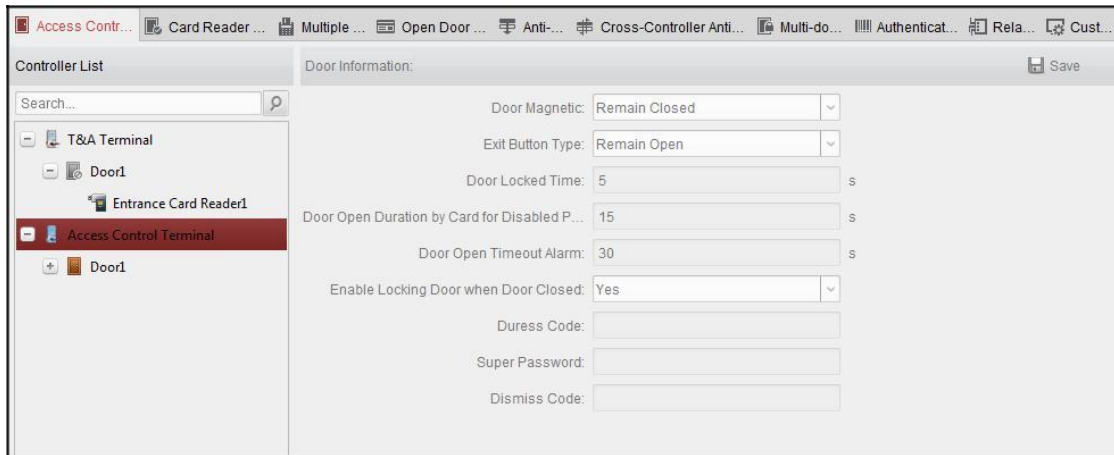 Access Contr... Card Reader ... Multiple ... Open Door ... Anti-... Cross-Controller Anti... Multi-do... Authenticat... Rela... Cust...
Controller List
Door Information:
Save
Search...
T&A Terminal
Door1
Entrance Card Reader1
Access Control Terminal
Door1
Door Magnetic: Remain Closed
Exit Button Type: Remain Open
Door Locked Time: 5 s
Door Open Duration by Card for Disabled P... 15 s
Door Open Timeout Alarm: 30 s
Enable Locking Door when Door Closed: Yes
Duress Code:
Super Password:
Dismiss Code: